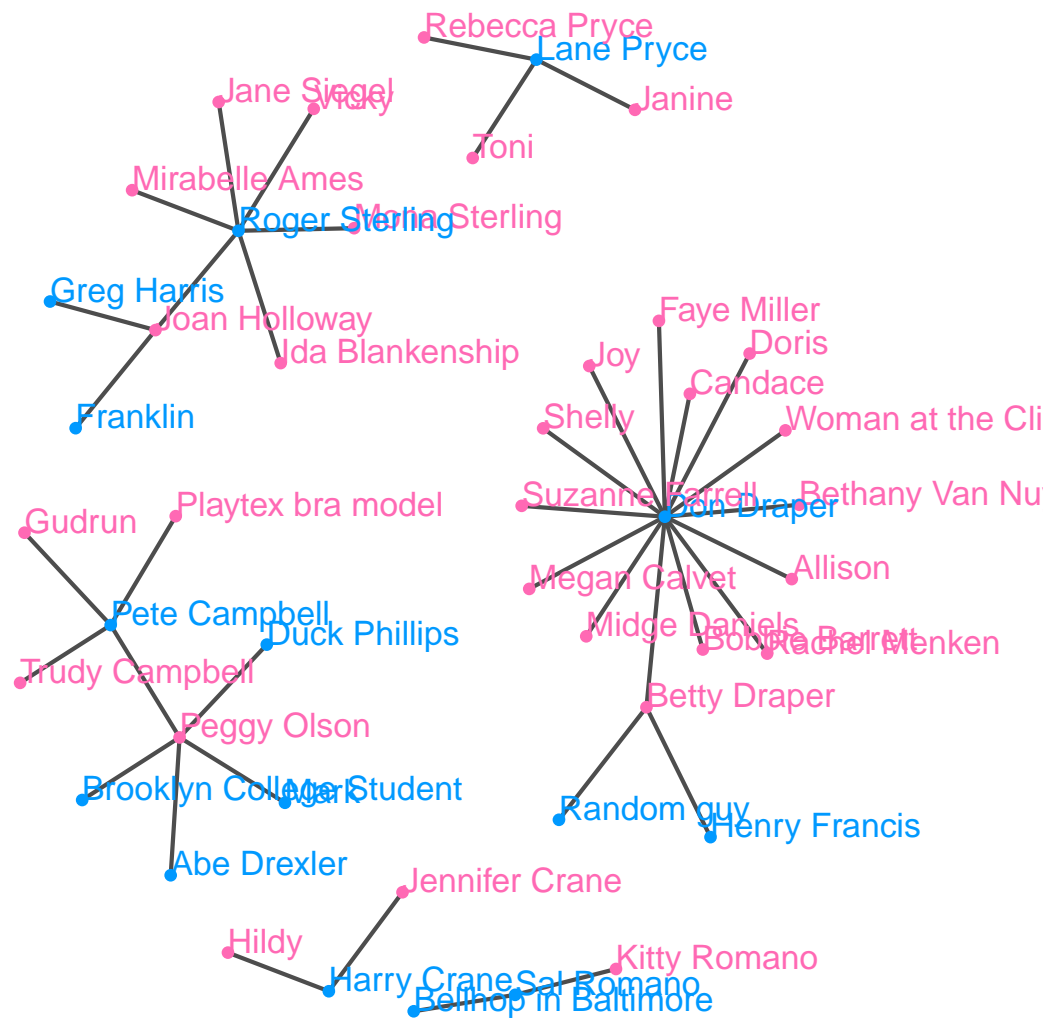 Rebecca Pryce
Lane Pryce
Jane Siegel
Vicky
Janine
Toni
Mirabelle Ames
Roger Sterling
Mona Sterling
Greg Harris
Joan Holloway
Ida Blankenship
Franklin
Faye Miller
Doris
Joy
Candace
Shelly
Woman at the Cli
Suzanne Farrell
Don Draper
Bethany Van Nu
Allison
Megan Calvet
Midge Daniels
Bobbie Barrett
Rachel Menken
Betty Draper
Random guy
Henry Francis
Playtex bra model
Gudrun
Pete Campbell
Duck Phillips
Trudy Campbell
Peggy Olson
Brooklyn College Student
Mark
Abe Drexler
Jennifer Crane
Hildy
Harry Crane
Kitty Romano
Sal Romano
Bellhop in Baltimore